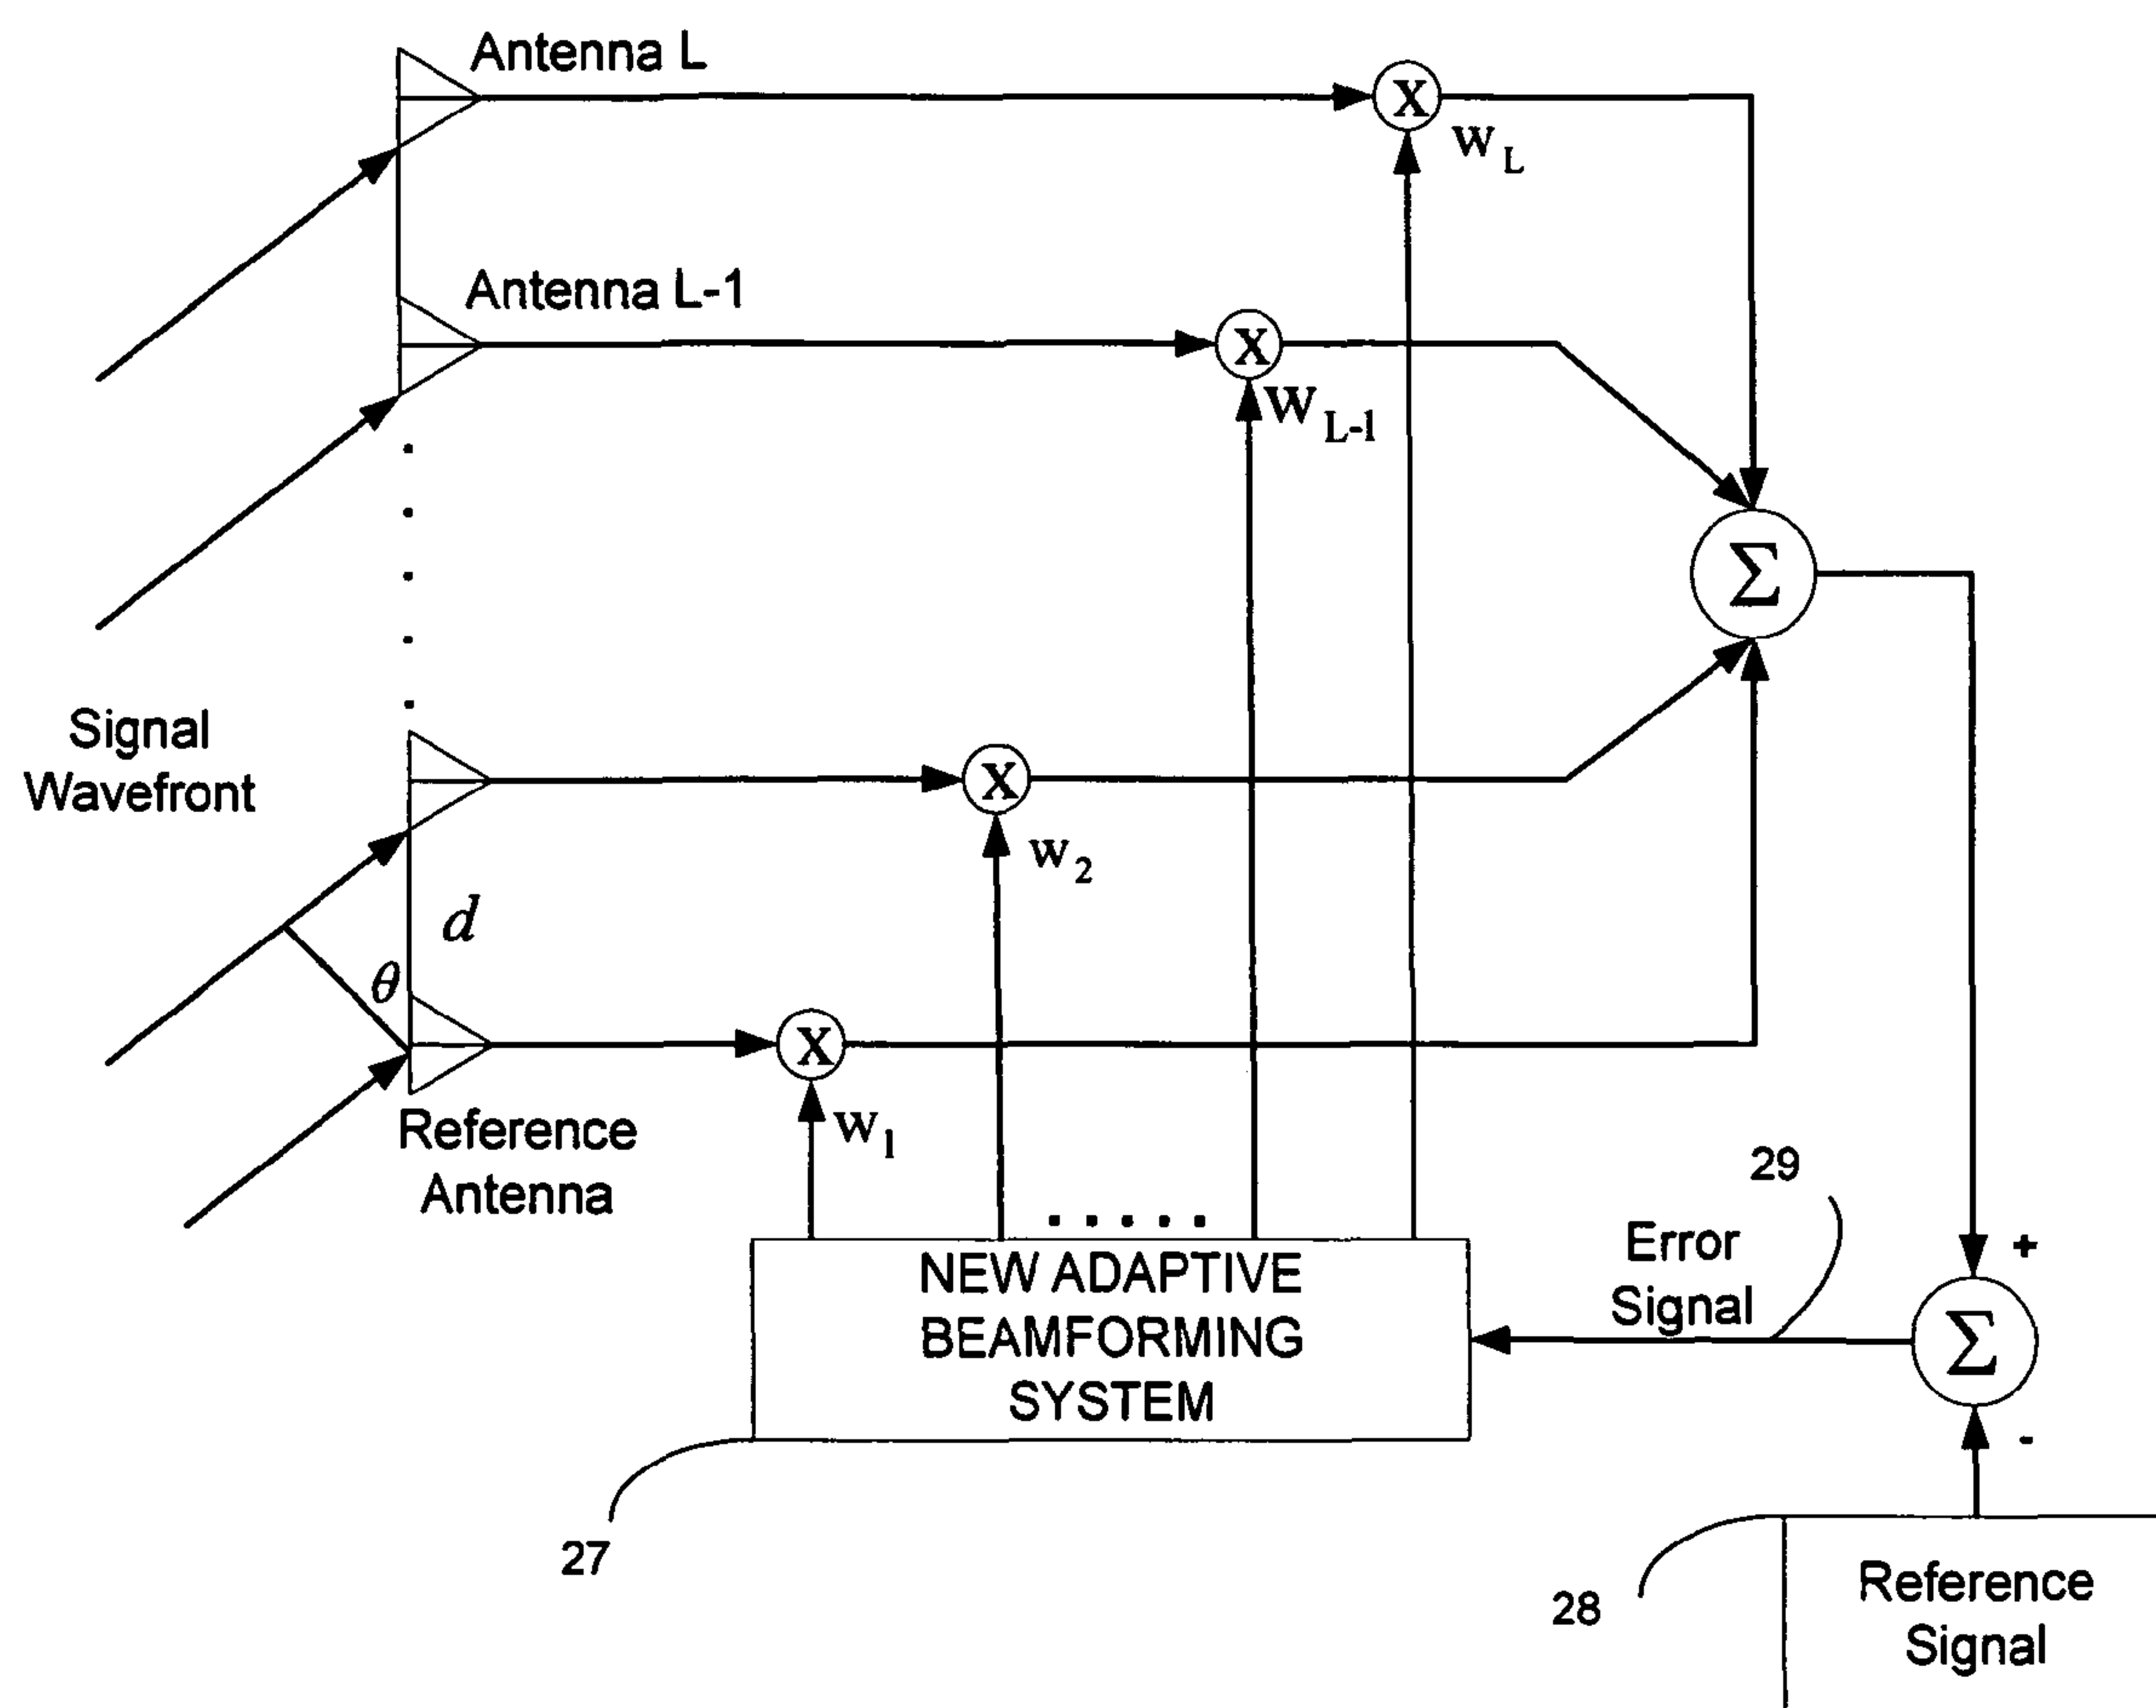 Antenna L
X
w L
Antenna L-1
X
w L-1
Σ
Signal
Wavefront
X
w 2
d
θ
X
w 1
Reference
Antenna
29
NEW ADAPTIVE
BEAMFORMING
SYSTEM
Error
Signal
+
Σ
-
27
28
Reference
Signal